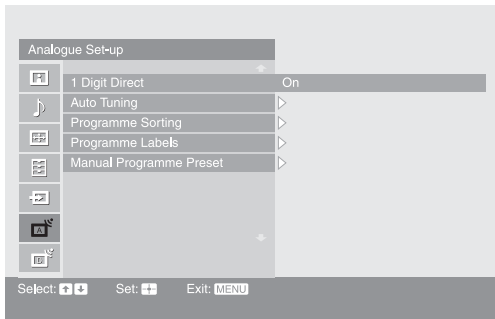 Analogue Set-up
1 Digit Direct On
Auto Tuning
Programme Sorting
Programme Labels
Manual Programme Preset
A
Select: Set: Exit: MENU